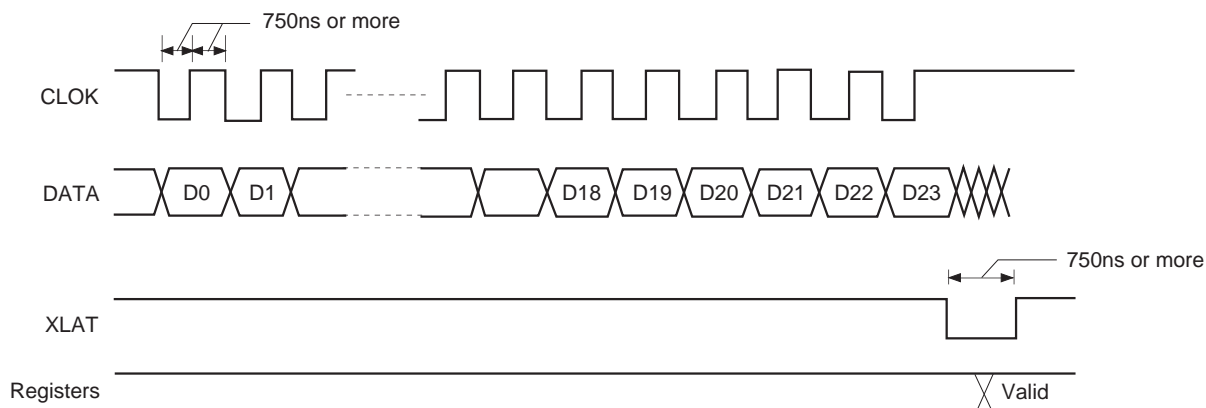 750ns or more
CLOK
DATA
D0 D1 D18 D19 D20 D21 D22 D23
750ns or more
XLAT
Registers
Valid